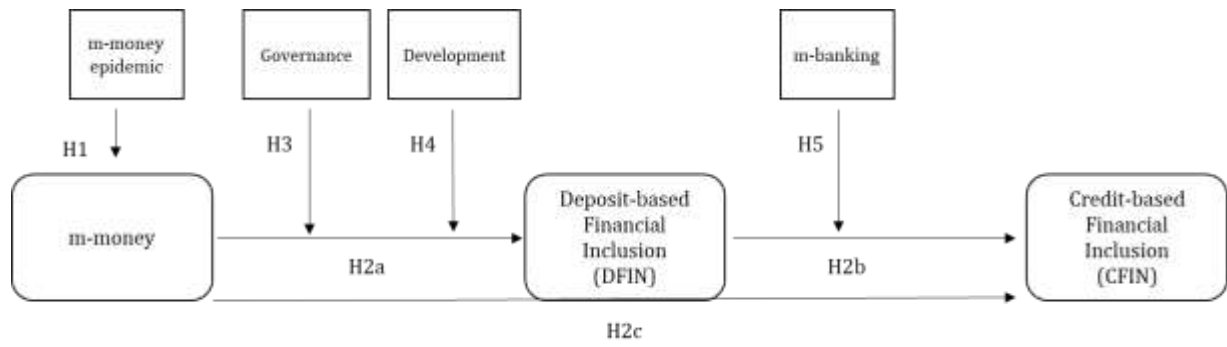 m-money
epidemic
Governance
Development
m-banking
H1
H3
H4
H5
m-money
Deposit-based
Financial
Inclusion
(DFIN)
Credit-based
Financial
Inclusion
(CFIN)
H2a
H2b
H2c